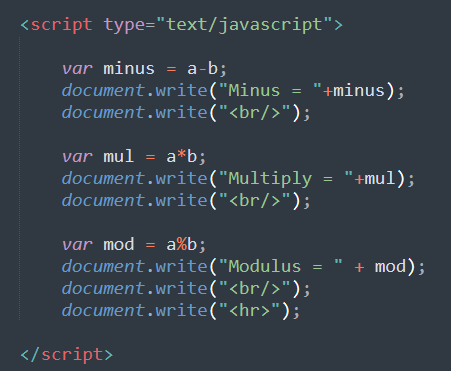 <script type="text/javascript">
var minus = a-b;
document.write("Minus = "+minus);
document.write("<br/>");
var mul = a*b;
document.write("Multiply = "+mul);
document.write("<br/>");
var mod = a%b;
document.write("Modulus = " + mod);
document.write("<br/>");
document.write("<hr>");
</script>